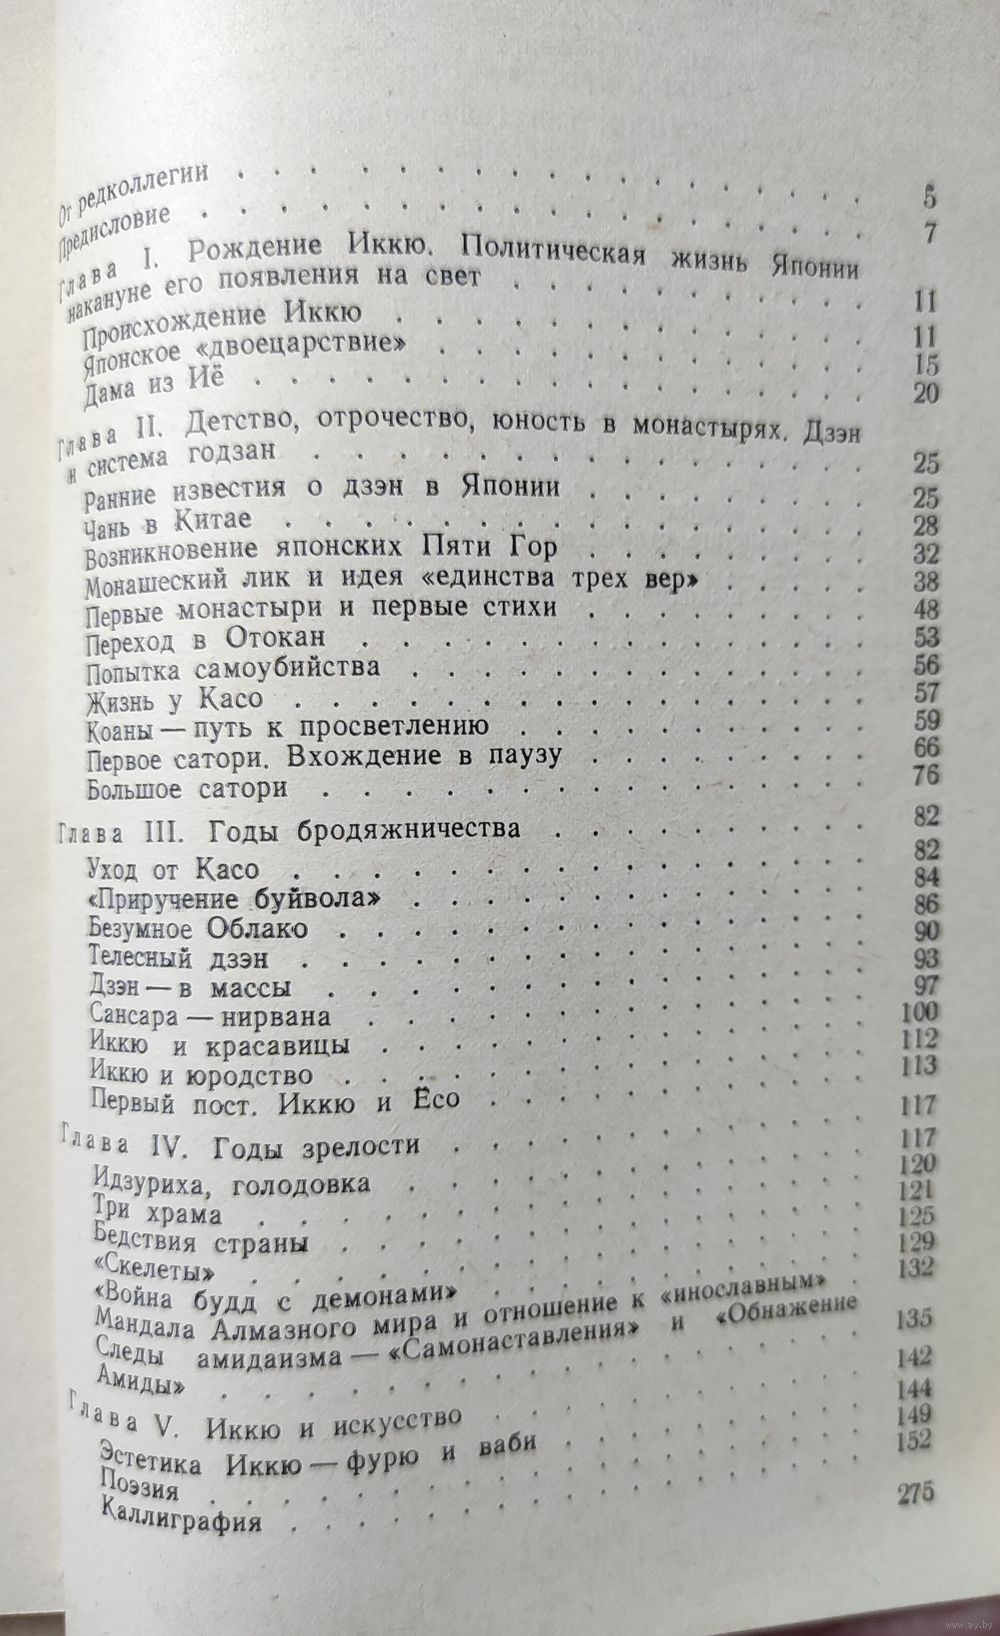 От редколлегии . . . . . . . . . . . . . . . 5
Предисловие . . . . . . . . . . . . . . . 7
Глава I. Рождение Иккю. Политическая жизнь Японии
накануне его появления на свет . . . . . . . . . . 11
Происхождение Иккю . . . . . . . . . . . . 11
Японское «двоецарствие» . . . . . . . . . . . 15
Дама из Иё . . . . . . . . . . . . . . . 20
Глава II. Детство, отрочество, юность в монастырях. Дзэн
и система годзан . . . . . . . . . . . . . . 25
Ранние известия о дзэн в Японии . . . . . . . . 25
Чань в Китае . . . . . . . . . . . . . . 28
Возникновение японских Пяти Гор . . . . . . . . 32
Монашеский лик и идея «единства трех вер» . . . . . 38
Первые монастыри и первые стихи . . . . . . . . 48
Переход в Отокан . . . . . . . . . . . . . 53
Попытка самоубийства . . . . . . . . . . . . 56
Жизнь у Касо . . . . . . . . . . . . . . 57
Коаны — путь к просветлению . . . . . . . . . 59
Первое сатори. Вхождение в паузу . . . . . . . . 66
Большое сатори . . . . . . . . . . . . . 76
Глава III. Годы бродяжничества . . . . . . . . . 82
Уход от Касо . . . . . . . . . . . . . . 82
«Приручение буйвола» . . . . . . . . . . . . 84
Безумное Облако . . . . . . . . . . . . . 86
Телесный дзэн . . . . . . . . . . . . . . 90
Дзэн — в массы . . . . . . . . . . . . . 93
Сансара — нирвана . . . . . . . . . . . . . 97
Иккю и красавицы . . . . . . . . . . . . . 100
Иккю и юродство . . . . . . . . . . . . . 112
Первый пост. Иккю и Ёсо . . . . . . . . . . 113
Глава IV. Годы зрелости . . . . . . . . . . . 117
Идзуриха, голодовка . . . . . . . . . . . . 117
Три храма . . . . . . . . . . . . . . . 120
Бедствия страны . . . . . . . . . . . . . 121
«Скелеты» . . . . . . . . . . . . . . . 125
«Война будд с демонами» . . . . . . . . . . 129
Мандала Алмазного мира и отношение к «инославным» . 132
Следы амидаизма — «Самонаставления» и «Обнажение
Амиды» . . . . . . . . . . . . . . . . 135
Глава V. Иккю и искусство . . . . . . . . . . 142
Эстетика Иккю — фурю и ваби . . . . . . . . . 144
Поэзия . . . . . . . . . . . . . . . . 149
Каллиграфия . . . . . . . . . . . . . . 152
275
www.ay.by